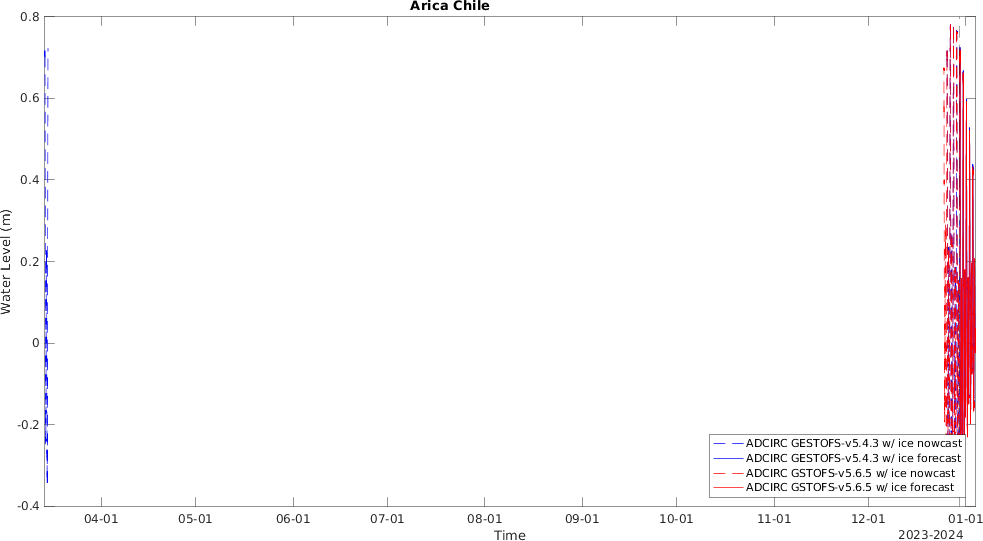 Arica Chile
Water Level (m)
0.8
0.6
0.4
0.2
0
-0.2
-0.4
ADCIRC GESTOFS-v5.4.3 w/ ice nowcast
ADCIRC GESTOFS-v5.4.3 w/ ice forecast
ADCIRC GSTOFS-v5.6.5 w/ ice nowcast
ADCIRC GSTOFS-v5.6.5 w/ ice forecast
04-01 05-01 06-01 07-01 08-01 09-01 10-01 11-01 12-01 01-01
Time
2023-2024